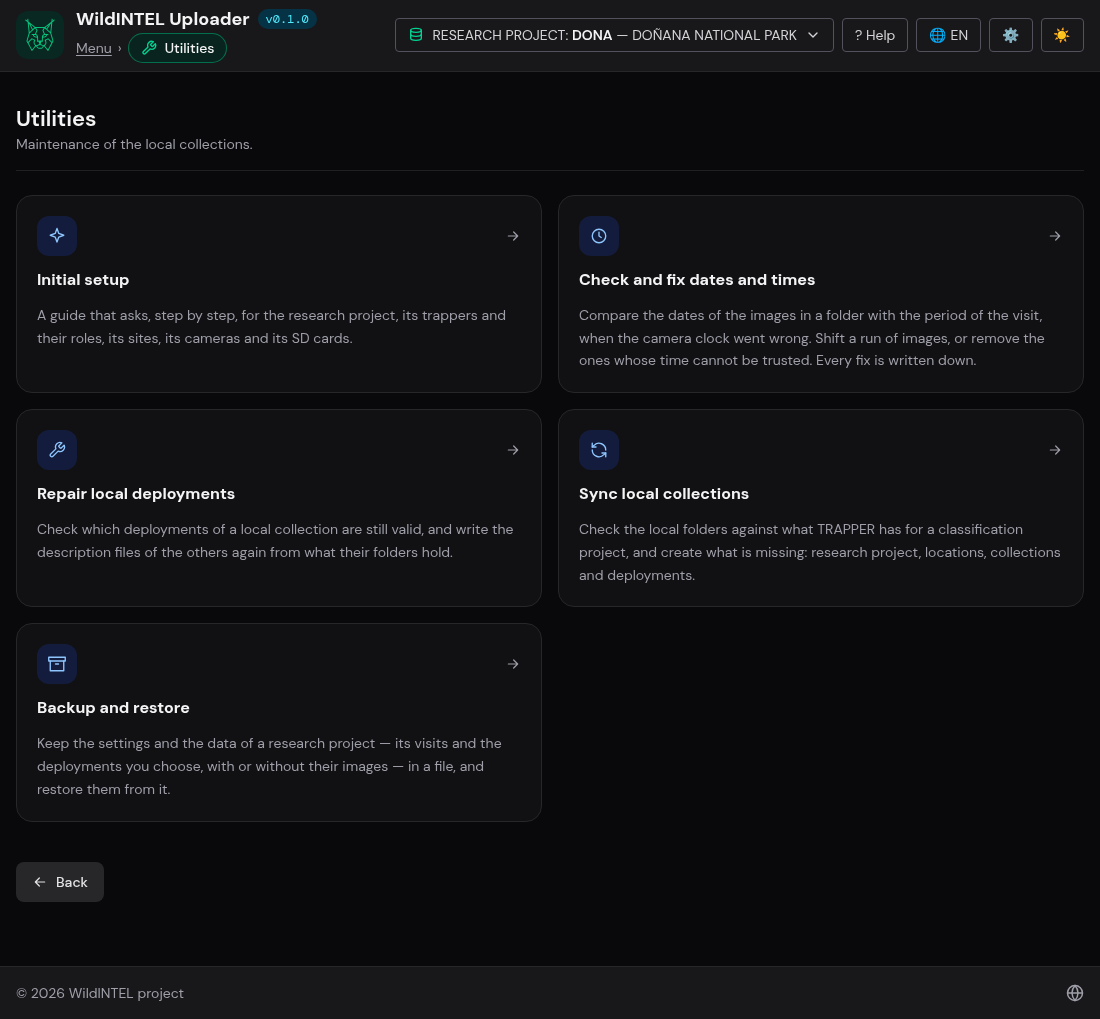 WildINTEL Uploader v0.1.0
Menu › Utilities
RESEARCH PROJECT: DONA — DOÑANA NATIONAL PARK
? Help
EN
Utilities
Maintenance of the local collections.
Initial setup
A guide that asks, step by step, for the research project, its trappers and
their roles, its sites, its cameras and its SD cards.
Check and fix dates and times
Compare the dates of the images in a folder with the period of the visit,
when the camera clock went wrong. Shift a run of images, or remove the
ones whose time cannot be trusted. Every fix is written down.
Repair local deployments
Check which deployments of a local collection are still valid, and write the
description files of the others again from what their folders hold.
Sync local collections
Check the local folders against what TRAPPER has for a classification
project, and create what is missing: research project, locations, collections
and deployments.
Backup and restore
Keep the settings and the data of a research project — its visits and the
deployments you choose, with or without their images — in a file, and
restore them from it.
Back
© 2026 WildINTEL project